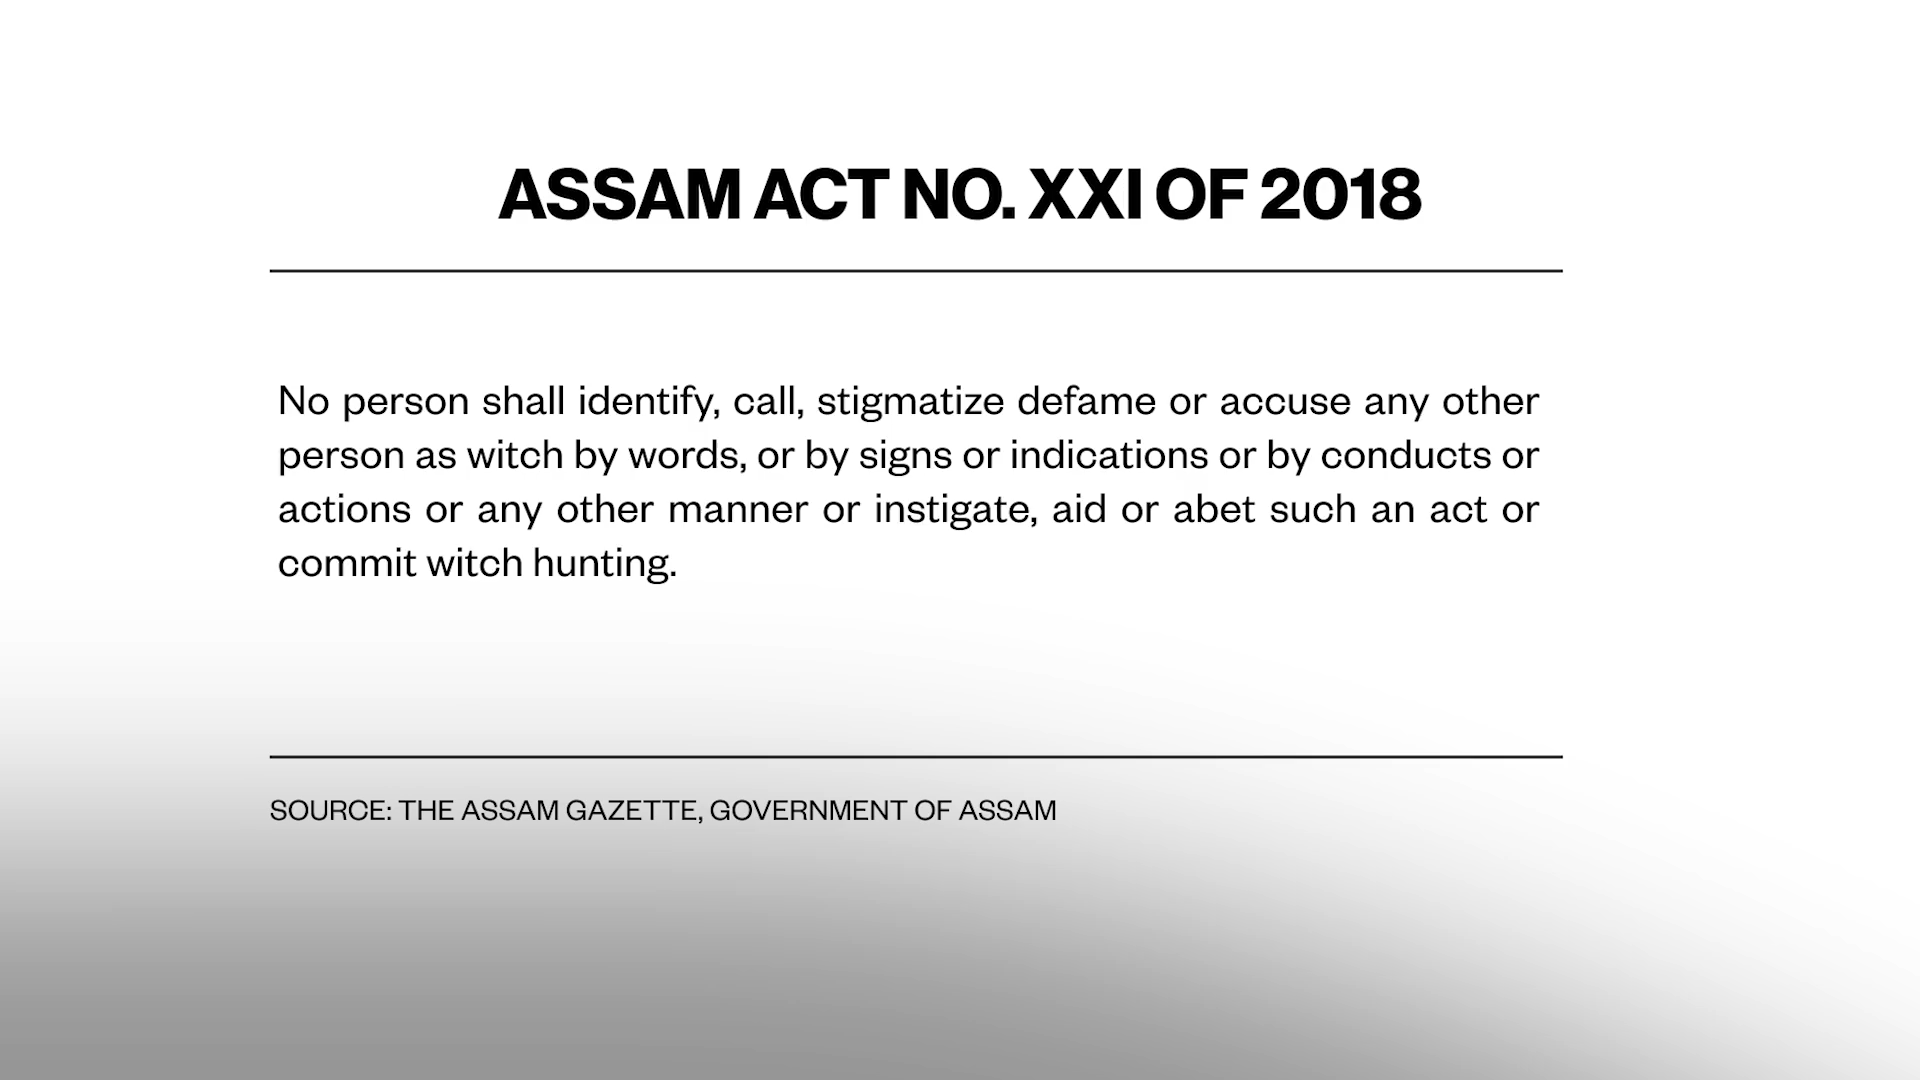 ASSAM ACT NO. XXI OF 2018
No person shall identify, call, stigmatize defame or accuse any other
person as witch by words, or by signs or indications or by conducts or
actions or any other manner or instigate, aid or abet such an act or
commit witch hunting.
SOURCE: THE ASSAM GAZETTE, GOVERNMENT OF ASSAM